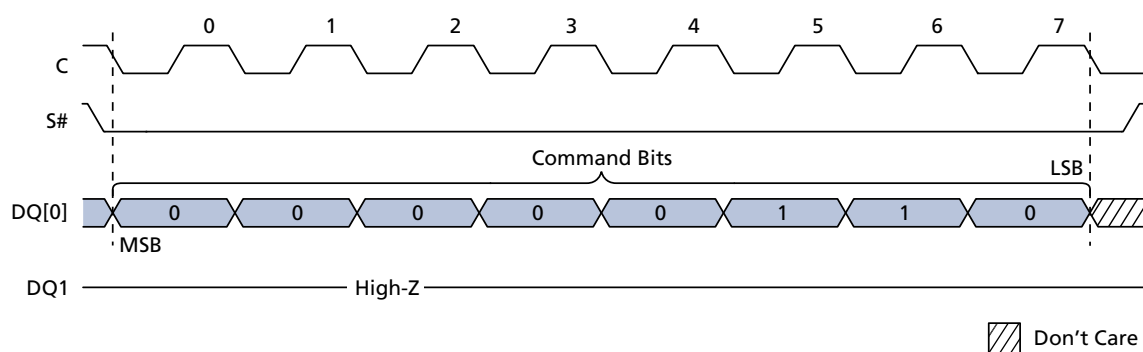 0 1 2 3 4 5 6 7
C
S#
Command Bits
LSB
DQ[0] 0 0 0 0 0 1 1 0
MSB
DQ1 High-Z
Don't Care